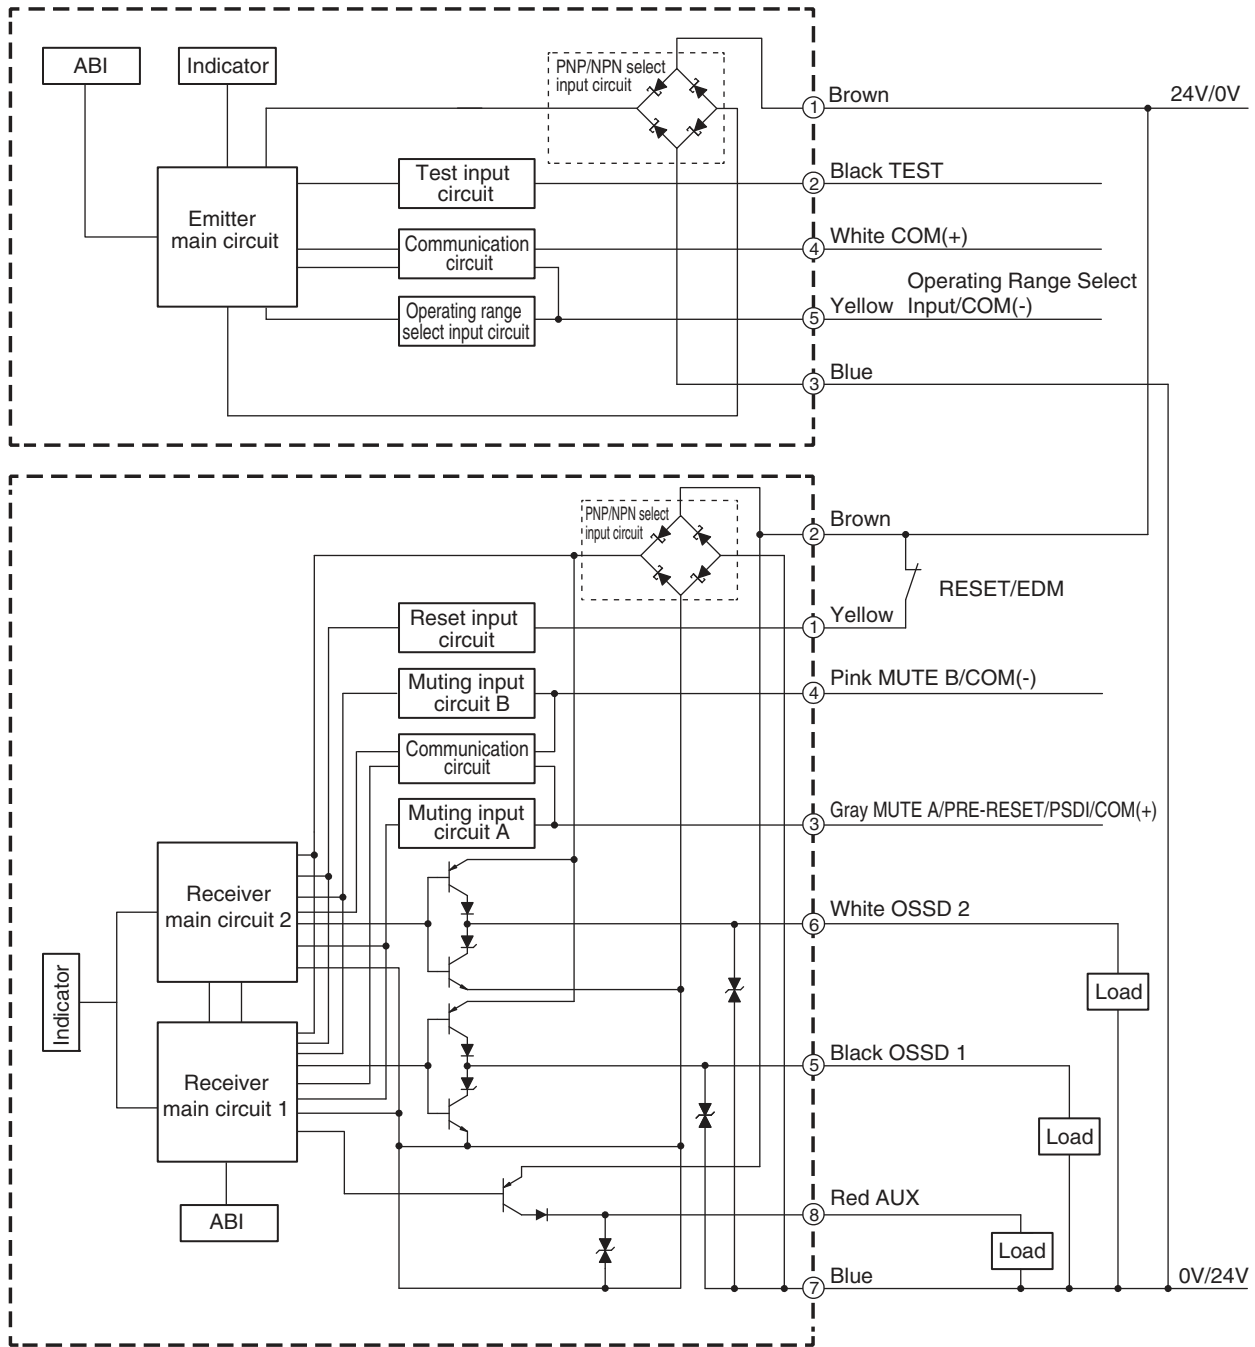 ABI
Indicator
PNP/NPN select
input circuit
1
Brown
24V/0V
Test input
circuit
2
Black TEST
Emitter
main circuit
Communication
circuit
4
White COM(+)
Operating range
select input circuit
5
Yellow
Operating Range Select
Input/COM(-)
3
Blue
PNP/NPN select
input circuit
2
Brown
RESET/EDM
Reset input
circuit
1
Yellow
Muting input
circuit B
4
Pink MUTE B/COM(-)
Communication
circuit
Muting input
circuit A
3
Gray MUTE A/PRE-RESET/PSDI/COM(+)
Receiver
main circuit 2
6
White OSSD 2
Load
Indicator
Receiver
main circuit 1
5
Black OSSD 1
Load
ABI
8
Red AUX
Load
7
Blue
0V/24V